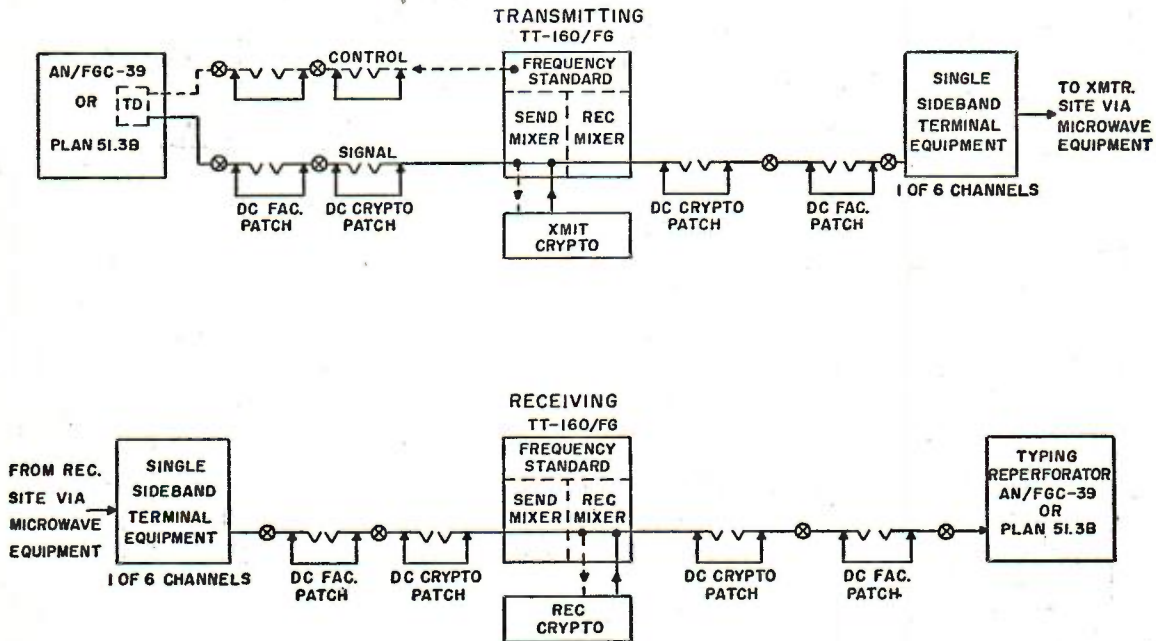 TRANSMITTING
TT-160/FG
AN/FGC-39
OR
PLAN 51.3B
TD
CONTROL
SIGNAL
DC FAC.
PATCH
DC CRYPTO
PATCH
FREQUENCY
STANDARD
SEND
MIXER
REC
MIXER
XMIT
CRYPTO
DC CRYPTO
PATCH
DC FAC.
PATCH
SINGLE
SIDEBAND
TERMINAL
EQUIPMENT
1 OF 6 CHANNELS
TO XMTR.
SITE VIA
MICROWAVE
EQUIPMENT
RECEIVING
TT-160/FG
FROM REC.
SITE VIA
MICROWAVE
EQUIPMENT
SINGLE
SIDEBAND
TERMINAL
EQUIPMENT
1 OF 6 CHANNELS
DC FAC.
PATCH
DC CRYPTO
PATCH
FREQUENCY
STANDARD
SEND
MIXER
REC
MIXER
REC
CRYPTO
DC CRYPTO
PATCH
DC FAC.
PATCH
TYPING
REPERFORATOR
AN/FGC-39
OR
PLAN 51.3B